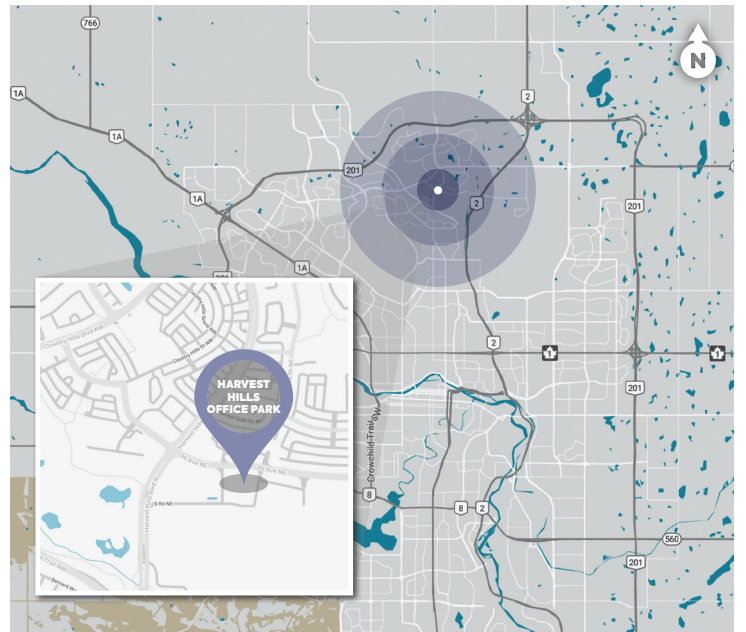 766
2
N
1A
1A
201
1A
2
201
201
1A
2
1
1
201
Crowchild Trail SW
8
8
2
560
201
Country Hills Blvd NW
Country Hills Dr NW
HARVEST
HILLS
OFFICE PARK
96 Ave NE
96 Ave NE
Harvest Hills Blvd N